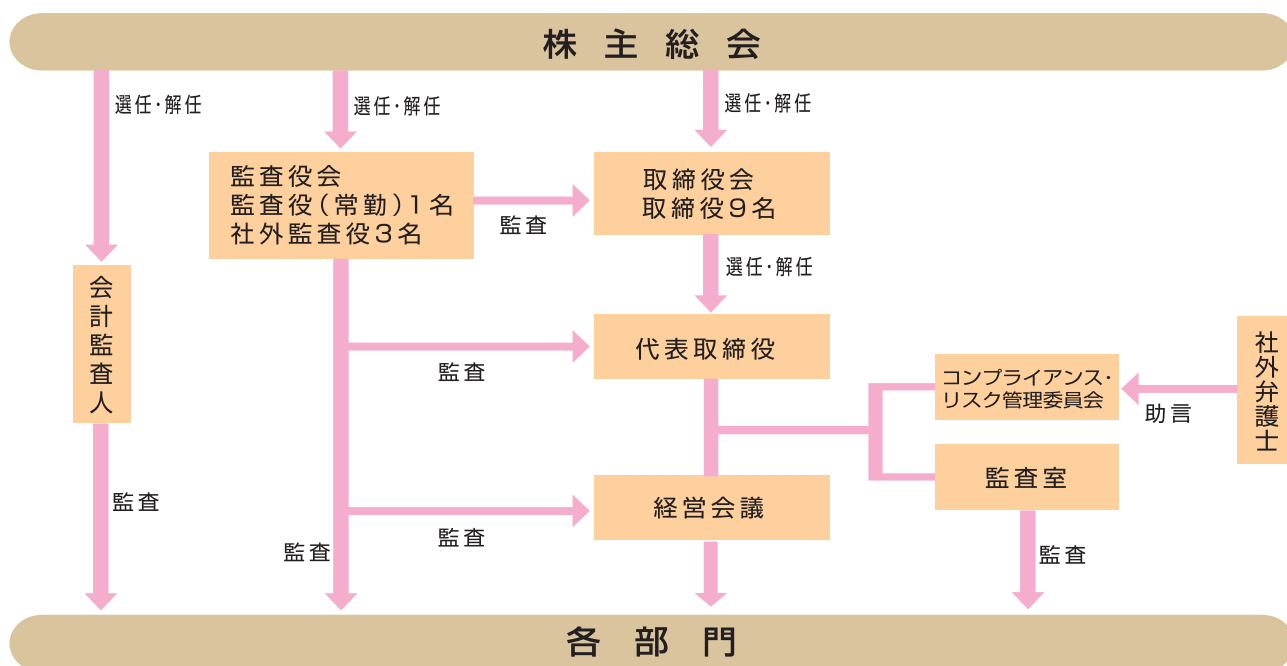 株主総会
選任・解任
選任・解任
選任・解任
監査役会
監査役（常勤）1名
社外監査役3名
監査
取締役会
取締役9名
選任・解任
会計監査人
監査
代表取締役
コンプライアンス・
リスク管理委員会
助言
社外弁護士
監査室
経営会議
監査
監査
監査
監査
各部門